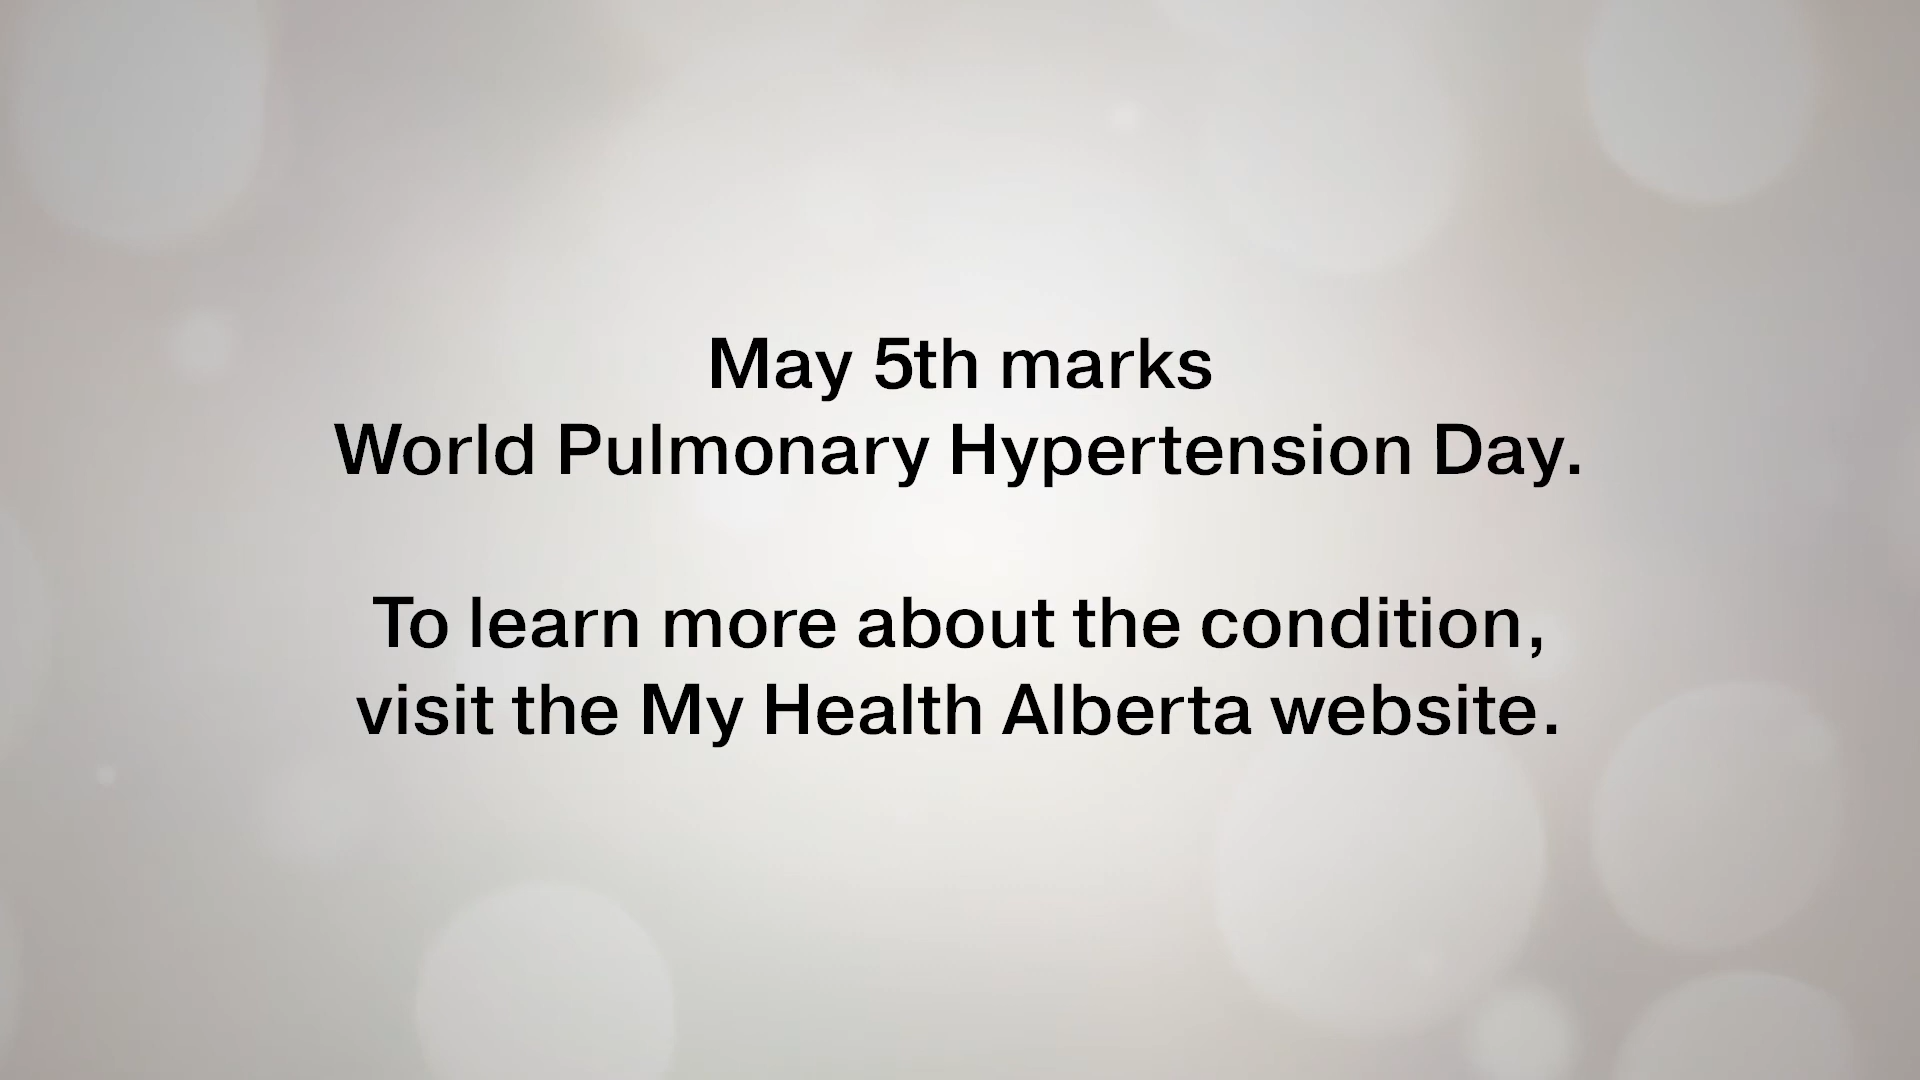 May 5th marks
World Pulmonary Hypertension Day.
To learn more about the condition,
visit the My Health Alberta website.